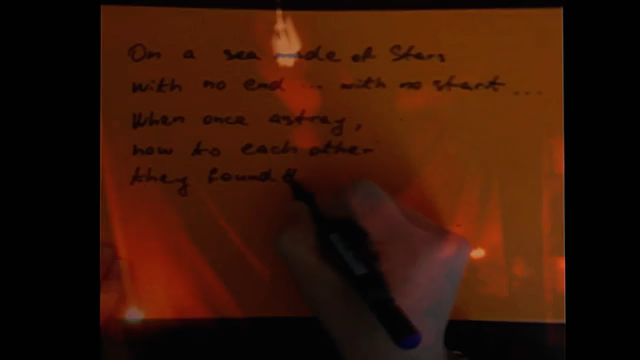 On a sea made of Stars
with no end ... with no start ...
When once astray,
now to each other
they found